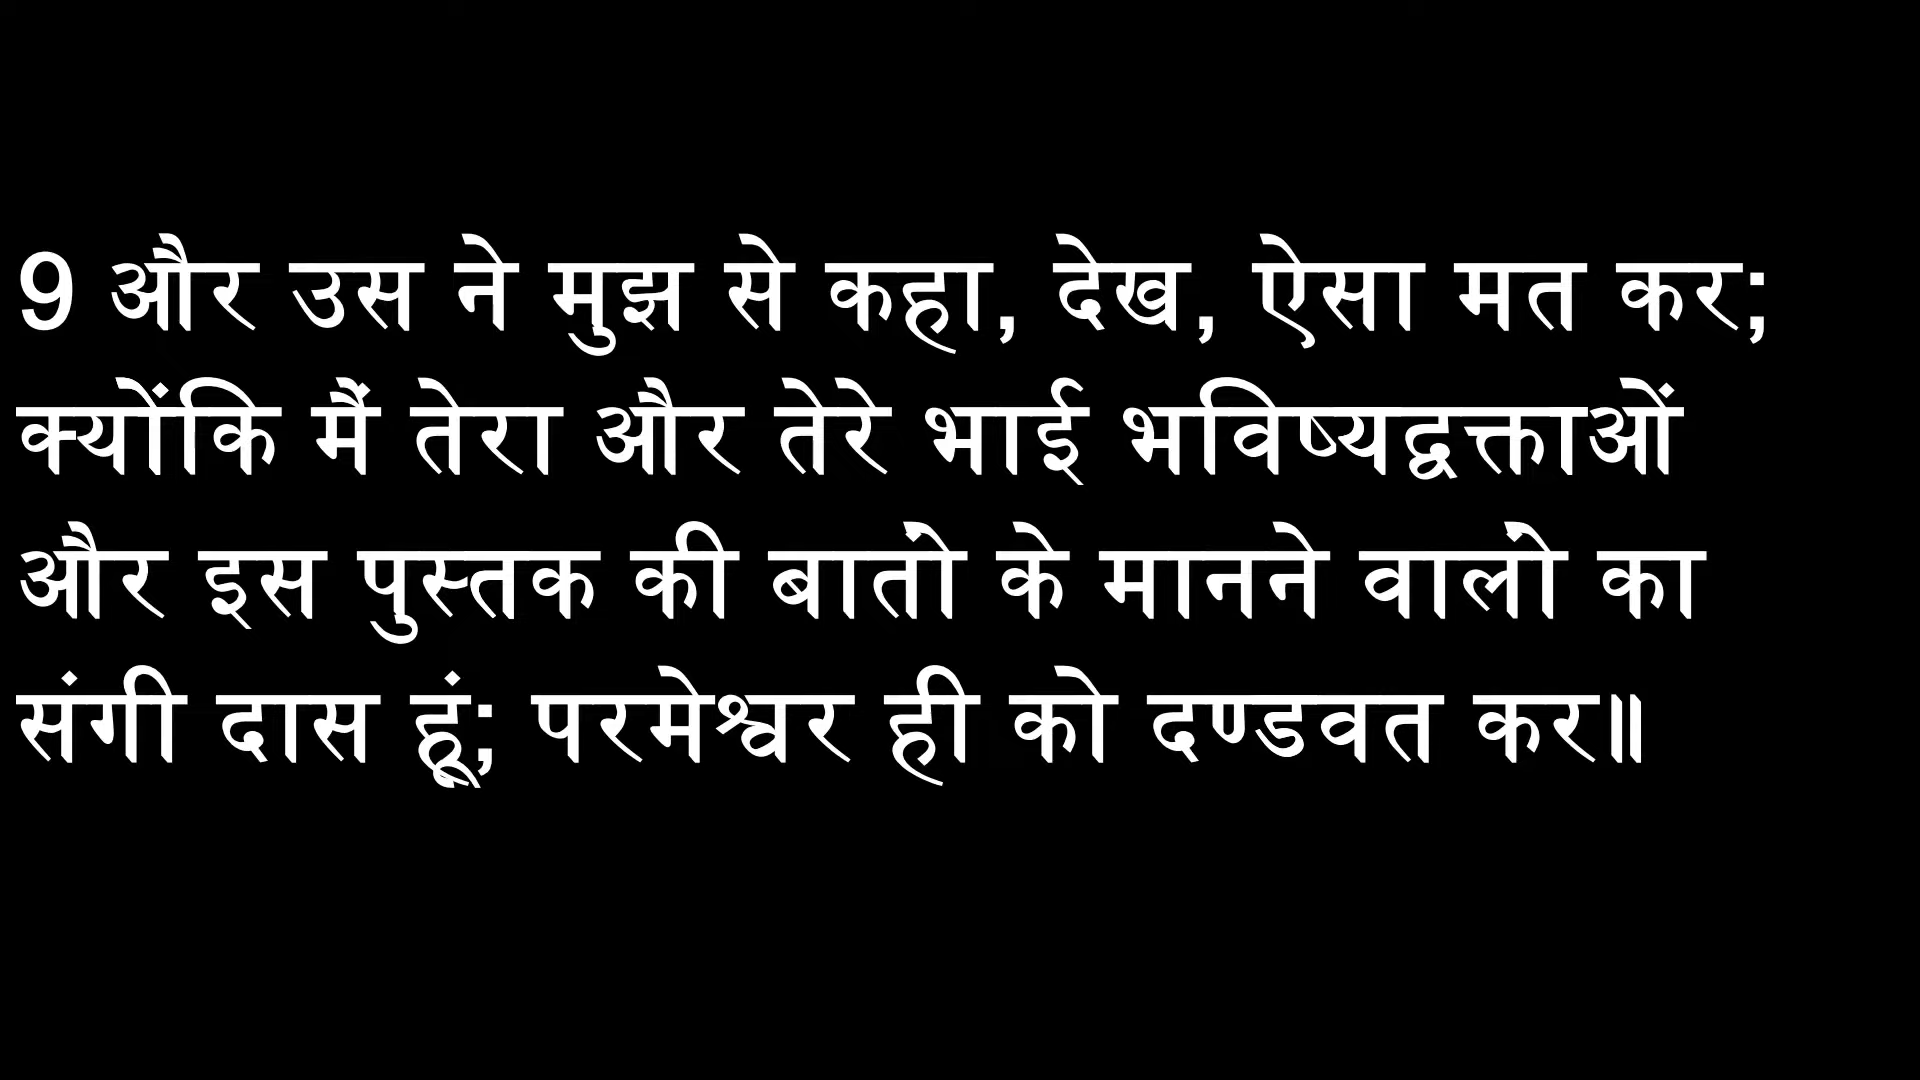 9 और उस ने मुझ से कहा, देख, ऐसा मत कर;
क्योंकि मैं तेरा और तेरे भाई भविष्यद्वक्ताओं
और इस पुस्तक की बातों के मानने वालों का
संगी दास हूं; परमेश्वर ही को दण्डवत कर॥